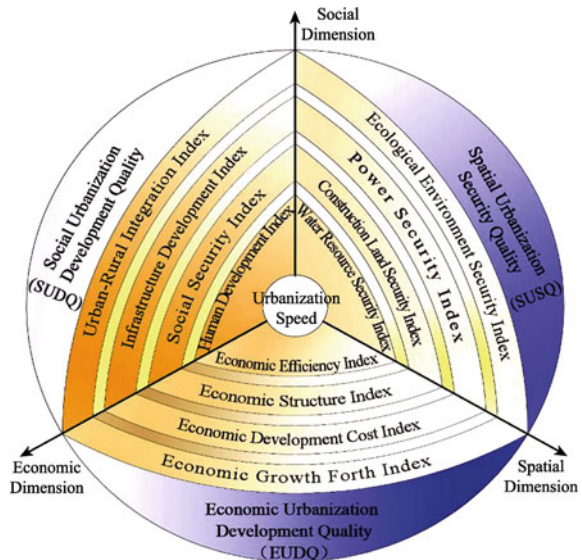 Social
Dimension
Social Urbanization
Development Quality
(SUDQ)
Urban-Rural Integration Index
Infrastructure Development Index
Social Security Index
Human Development Index
Ecological Environment Security Index
Power Security Index
Construction Land Security Index
Water Resource Security Index
Spatial Urbanization
Security Quality
(SUSQ)
Urbanization
Speed
Economic Efficiency Index
Economic Structure Index
Economic Development Cost Index
Economic Growth Forth Index
Economic
Dimension
Spatial
Dimension
Economic Urbanization
Development Quality
(EUDQ)